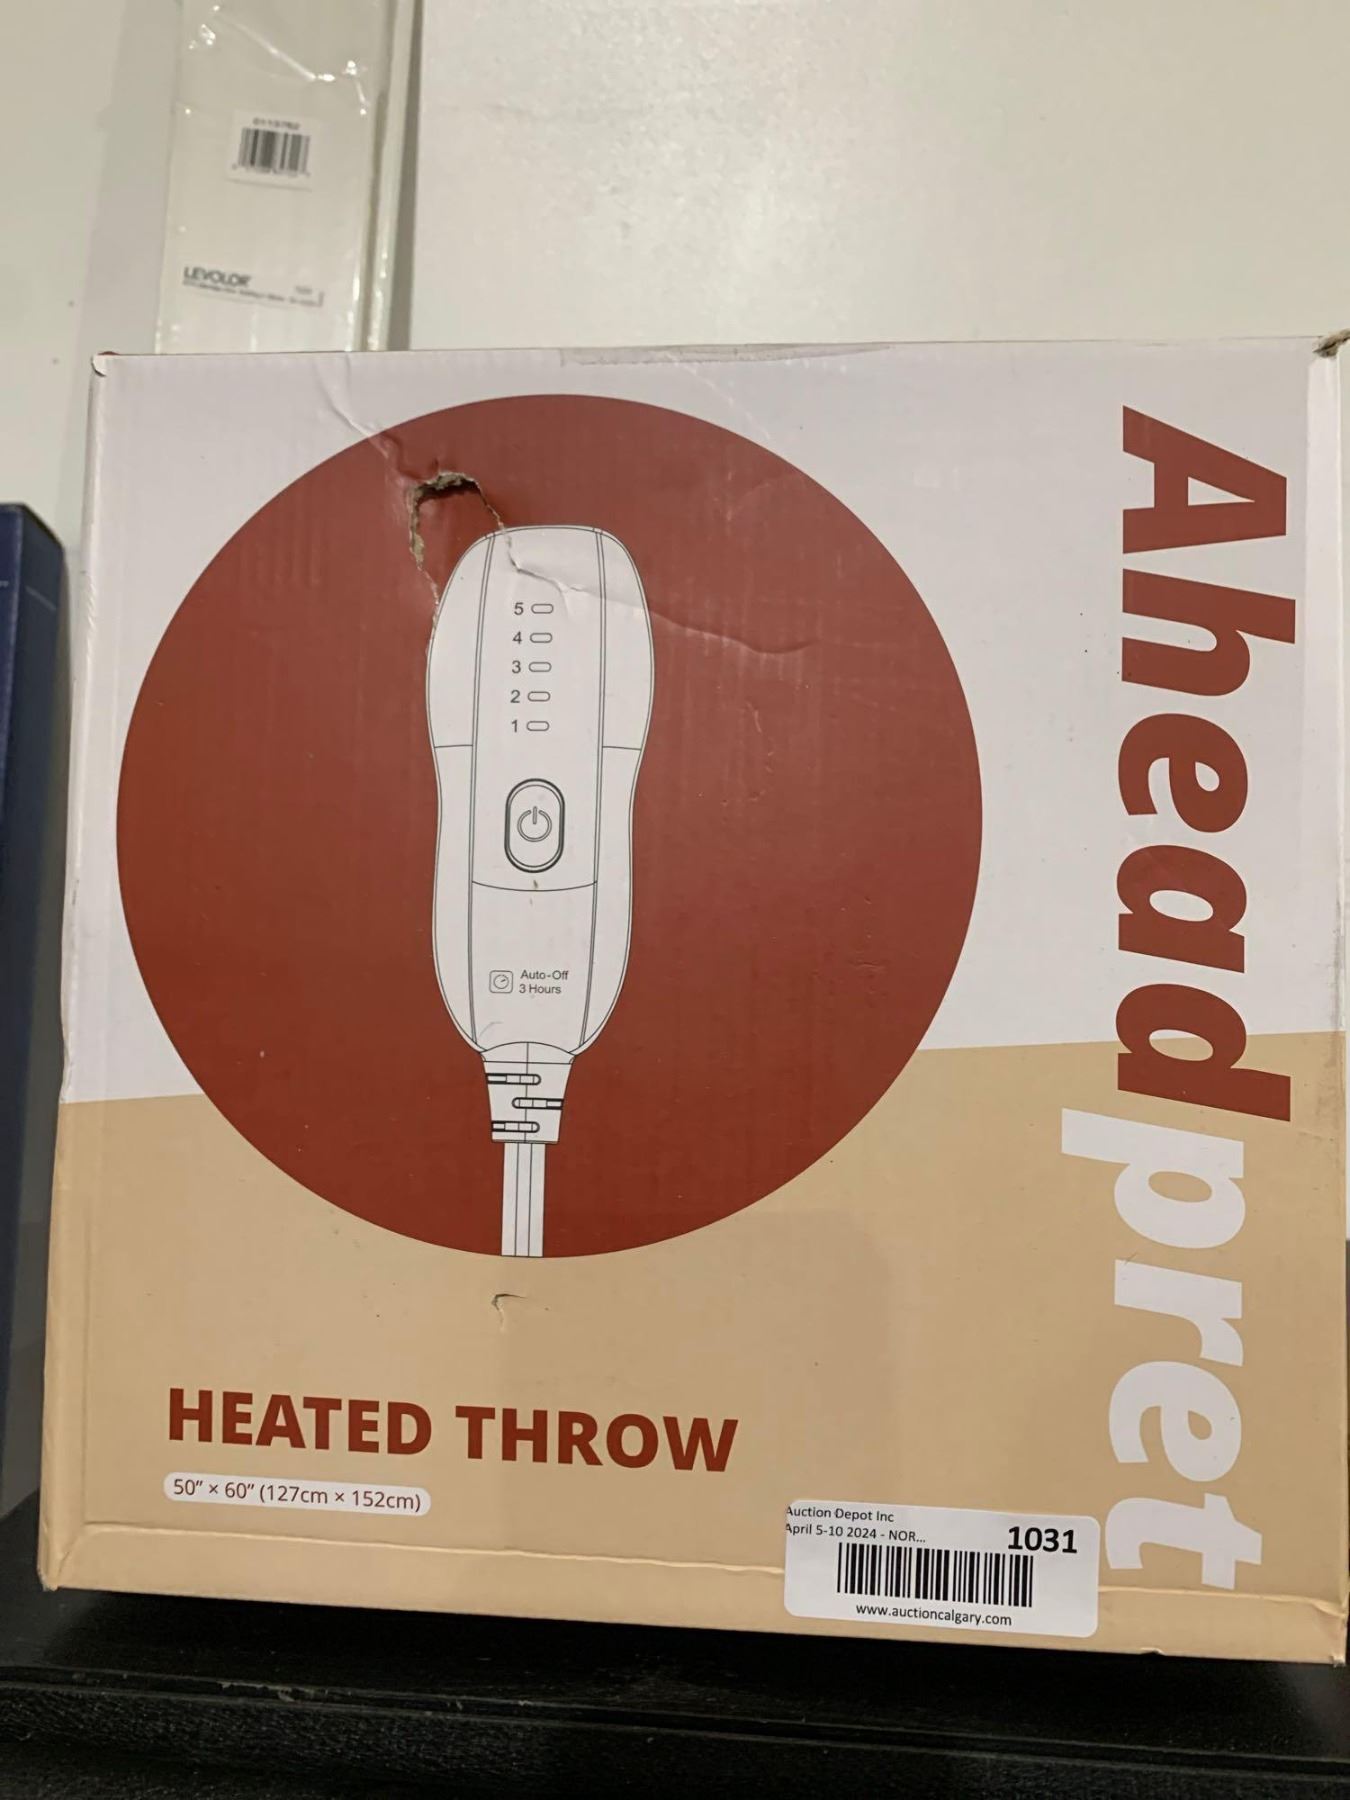 LEVOLOR
Aheadpret
5
4
3
2
1
Auto-Off
3 Hours
HEATED THROW
50” × 60” (127cm × 152cm)
Auction Depot Inc
April 5-10 2024 - NOR...
1031
www.auctioncalgary.com